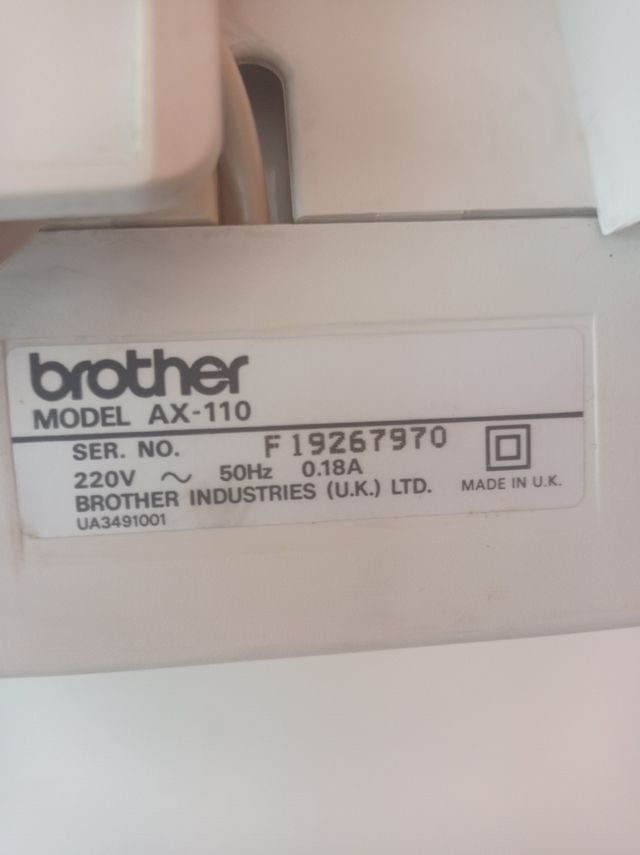 brother
MODEL AX-110
SER. NO. F19267970
220V ~ 50Hz 0.18A
BROTHER INDUSTRIES (U.K.) LTD. MADE IN U.K.
UA3491001